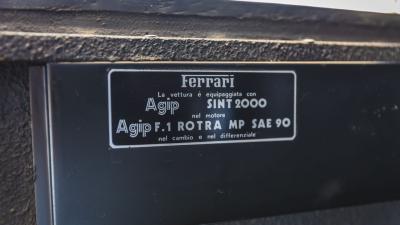 Ferrari
La vettura è equipaggiata con
Agip SINT 2000
nel motore
Agip F.1 ROTRA MP SAE 90
nel cambio e nel differenziale